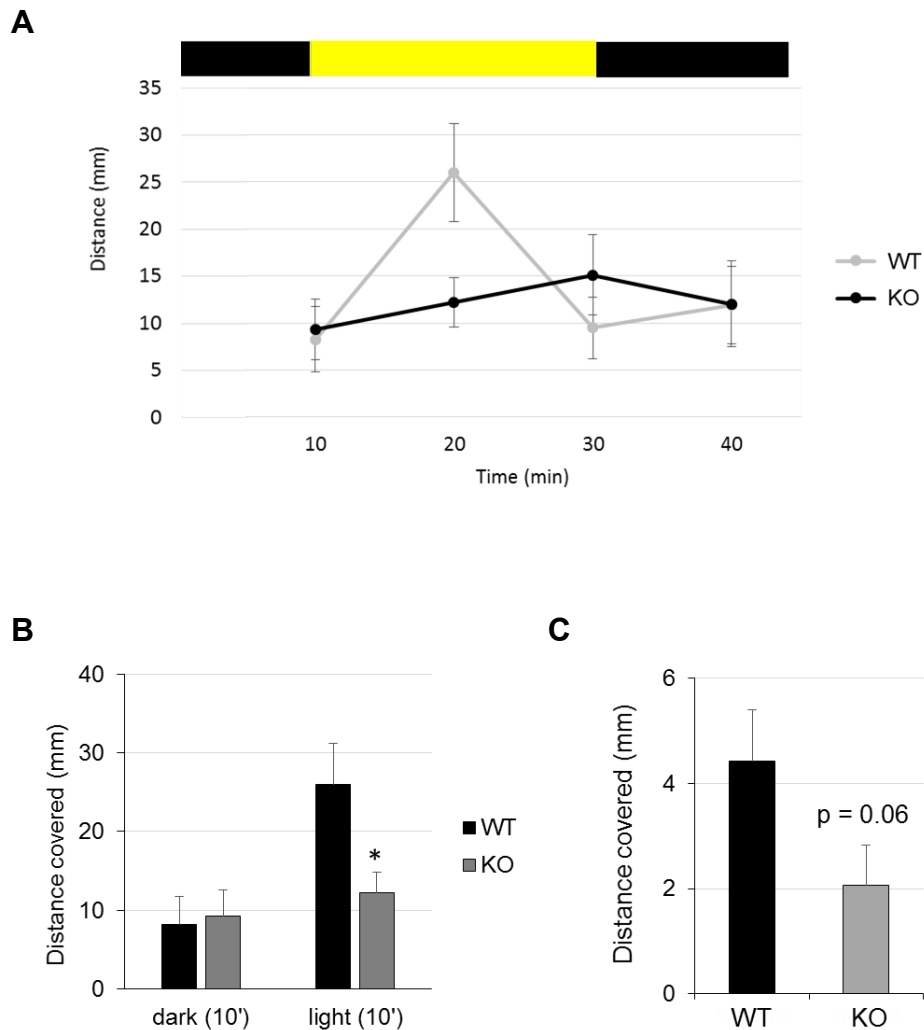 A
35
30
25
20
15
10
5
0
Distance (mm)
10 20 30 40
Time (min)
WT
KO
B
40
30
20
10
0
Distance covered (mm)
*
dark (10') light (10')
WT
KO
C
6
4
2
0
Distance covered (mm)
p = 0.06
WT KO